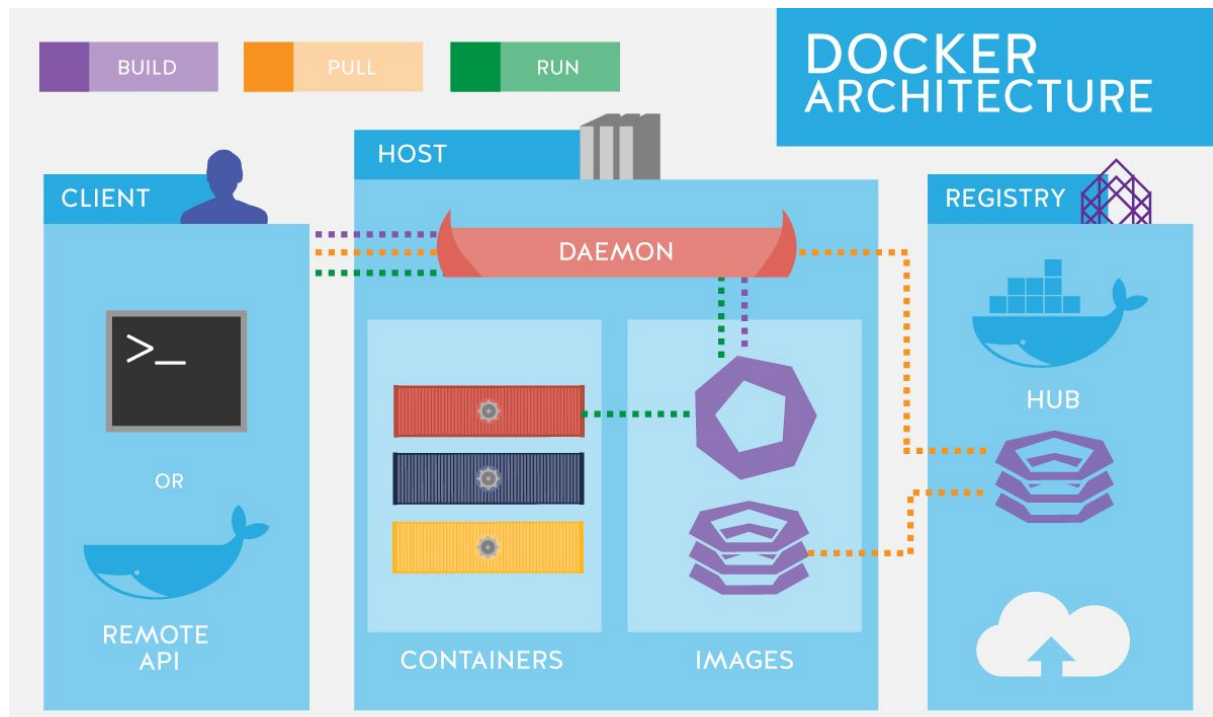 BUILD
PULL
RUN
DOCKER
ARCHITECTURE
CLIENT
>_
OR
REMOTE
API
HOST
DAEMON
CONTAINERS
IMAGES
REGISTRY
HUB